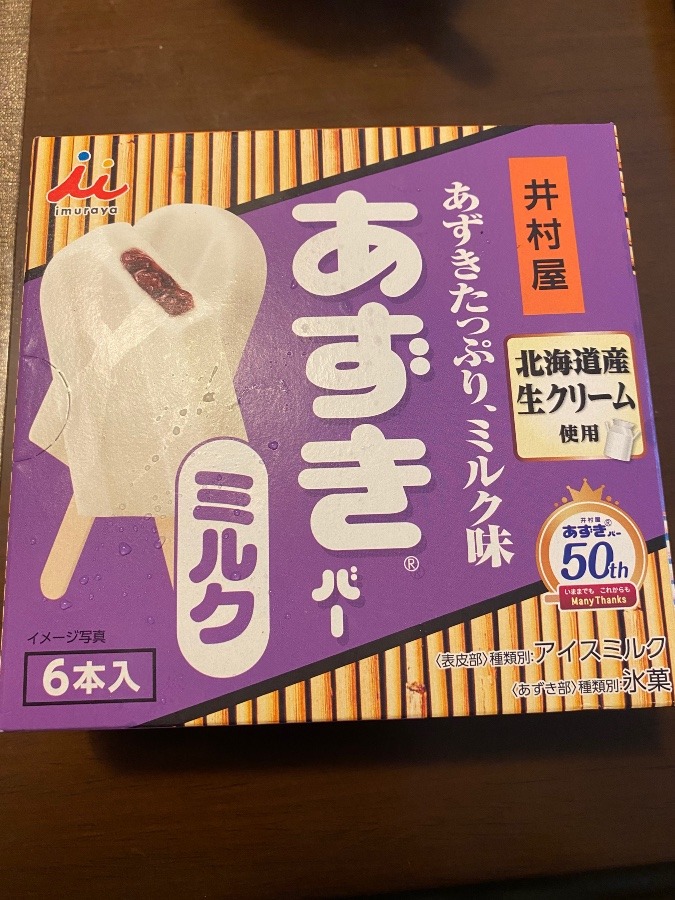 imuraya
あずきバー®
ミルク
あずきたっぷり、ミルク味
井村屋
北海道産
生クリーム
使用
井村屋
あずきバー®
50th
いままでも これからも
Many Thanks
イメージ写真
6本入
〈表皮部〉種類別:アイスミルク
〈あずき部〉種類別:氷菓